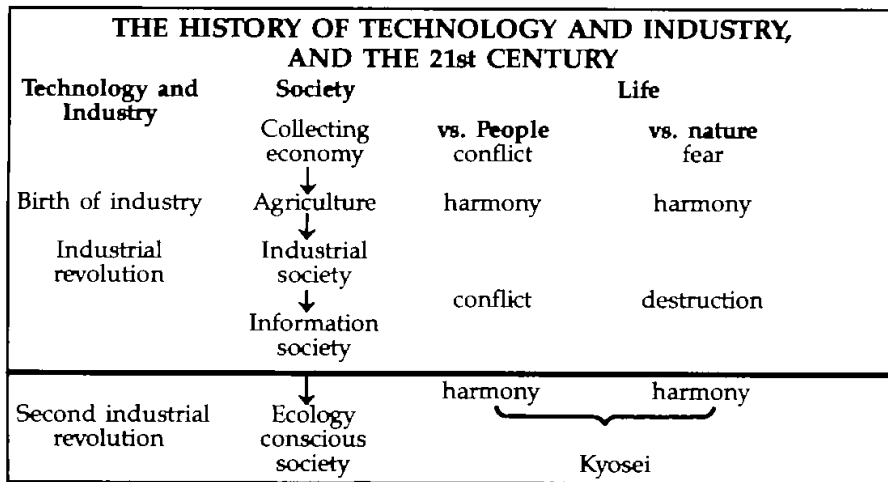 THE HISTORY OF TECHNOLOGY AND INDUSTRY,
AND THE 21st CENTURY
Technology and Society Life
Industry
Collecting vs. People vs. nature
economy conflict fear
Birth of industry Agriculture harmony harmony
Industrial Industrial
revolution society
conflict destruction
Information
society
harmony harmony
Second industrial Ecology
revolution conscious
society Kyosei